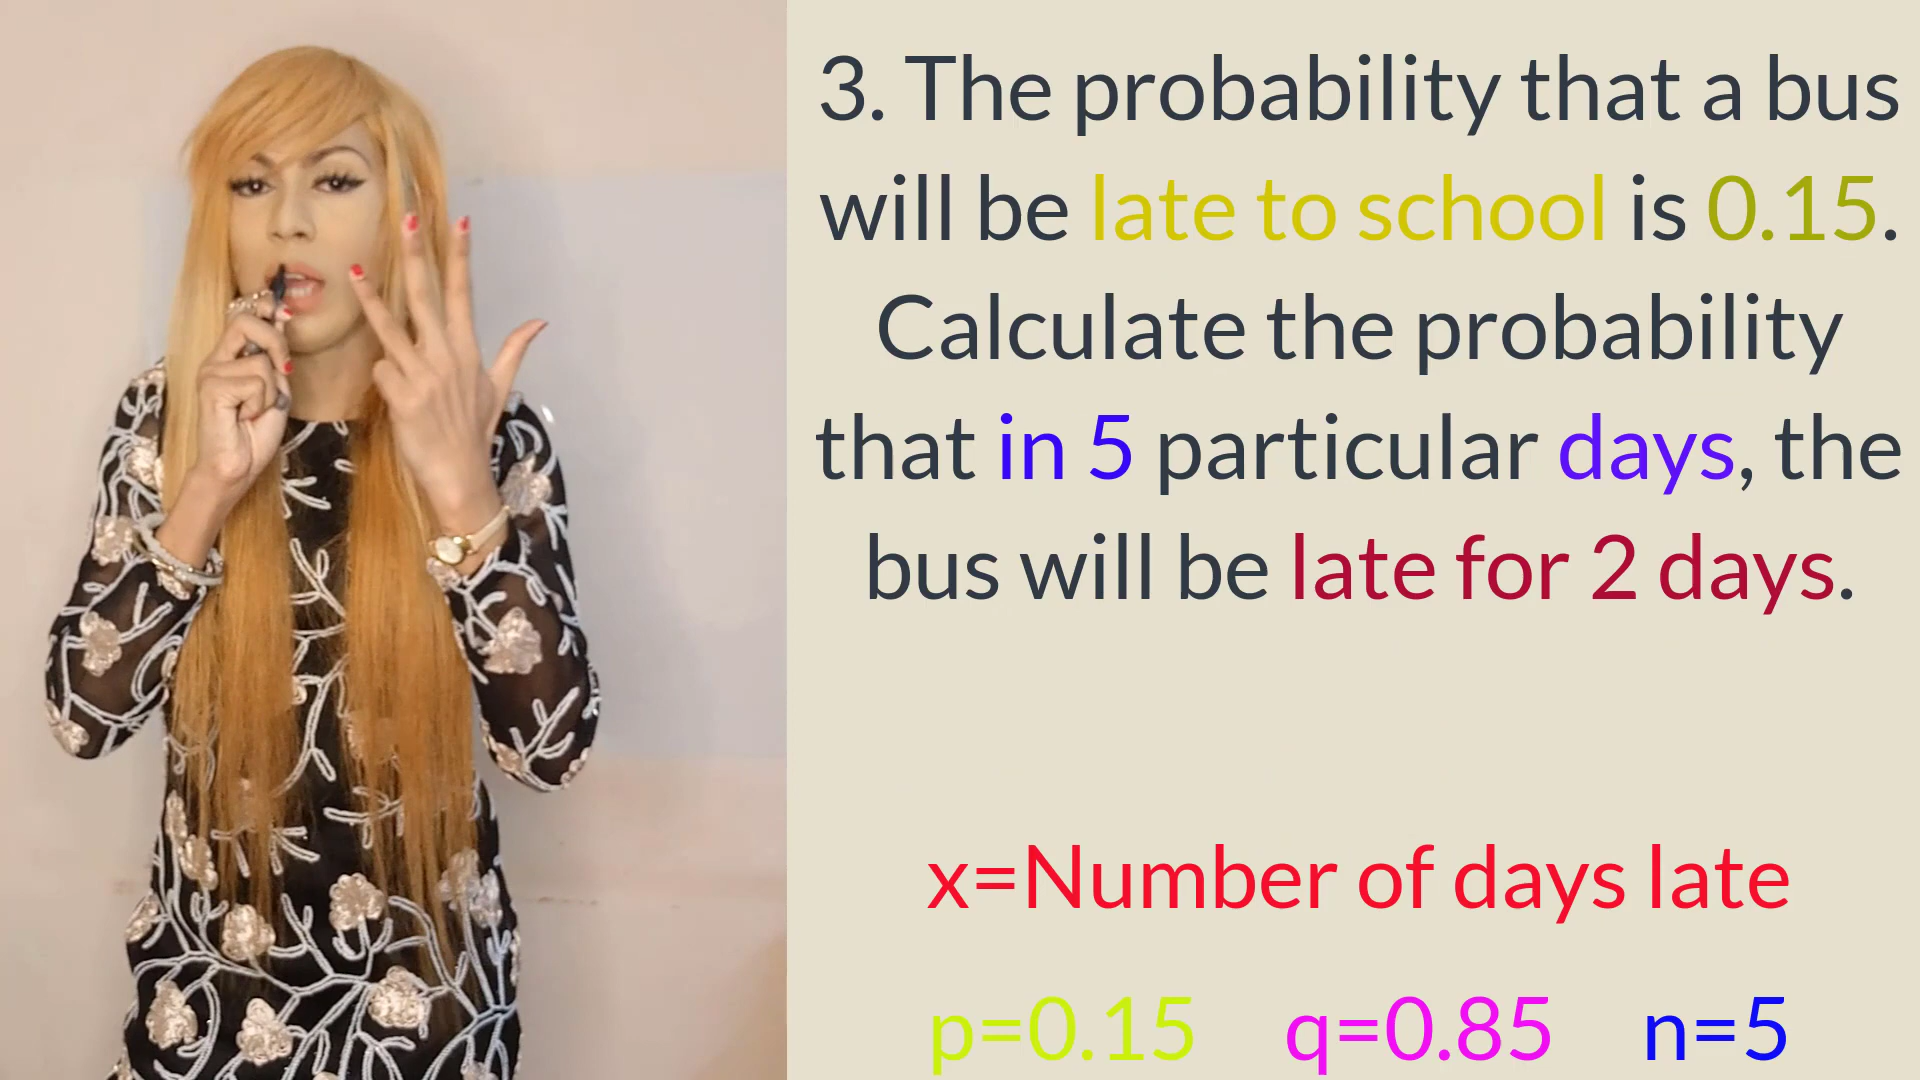 3. The probability that a bus
will be late to school is 0.15.
Calculate the probability
that in 5 particular days, the
bus will be late for 2 days.
x=Number of days late
p=0.15 q=0.85 n=5